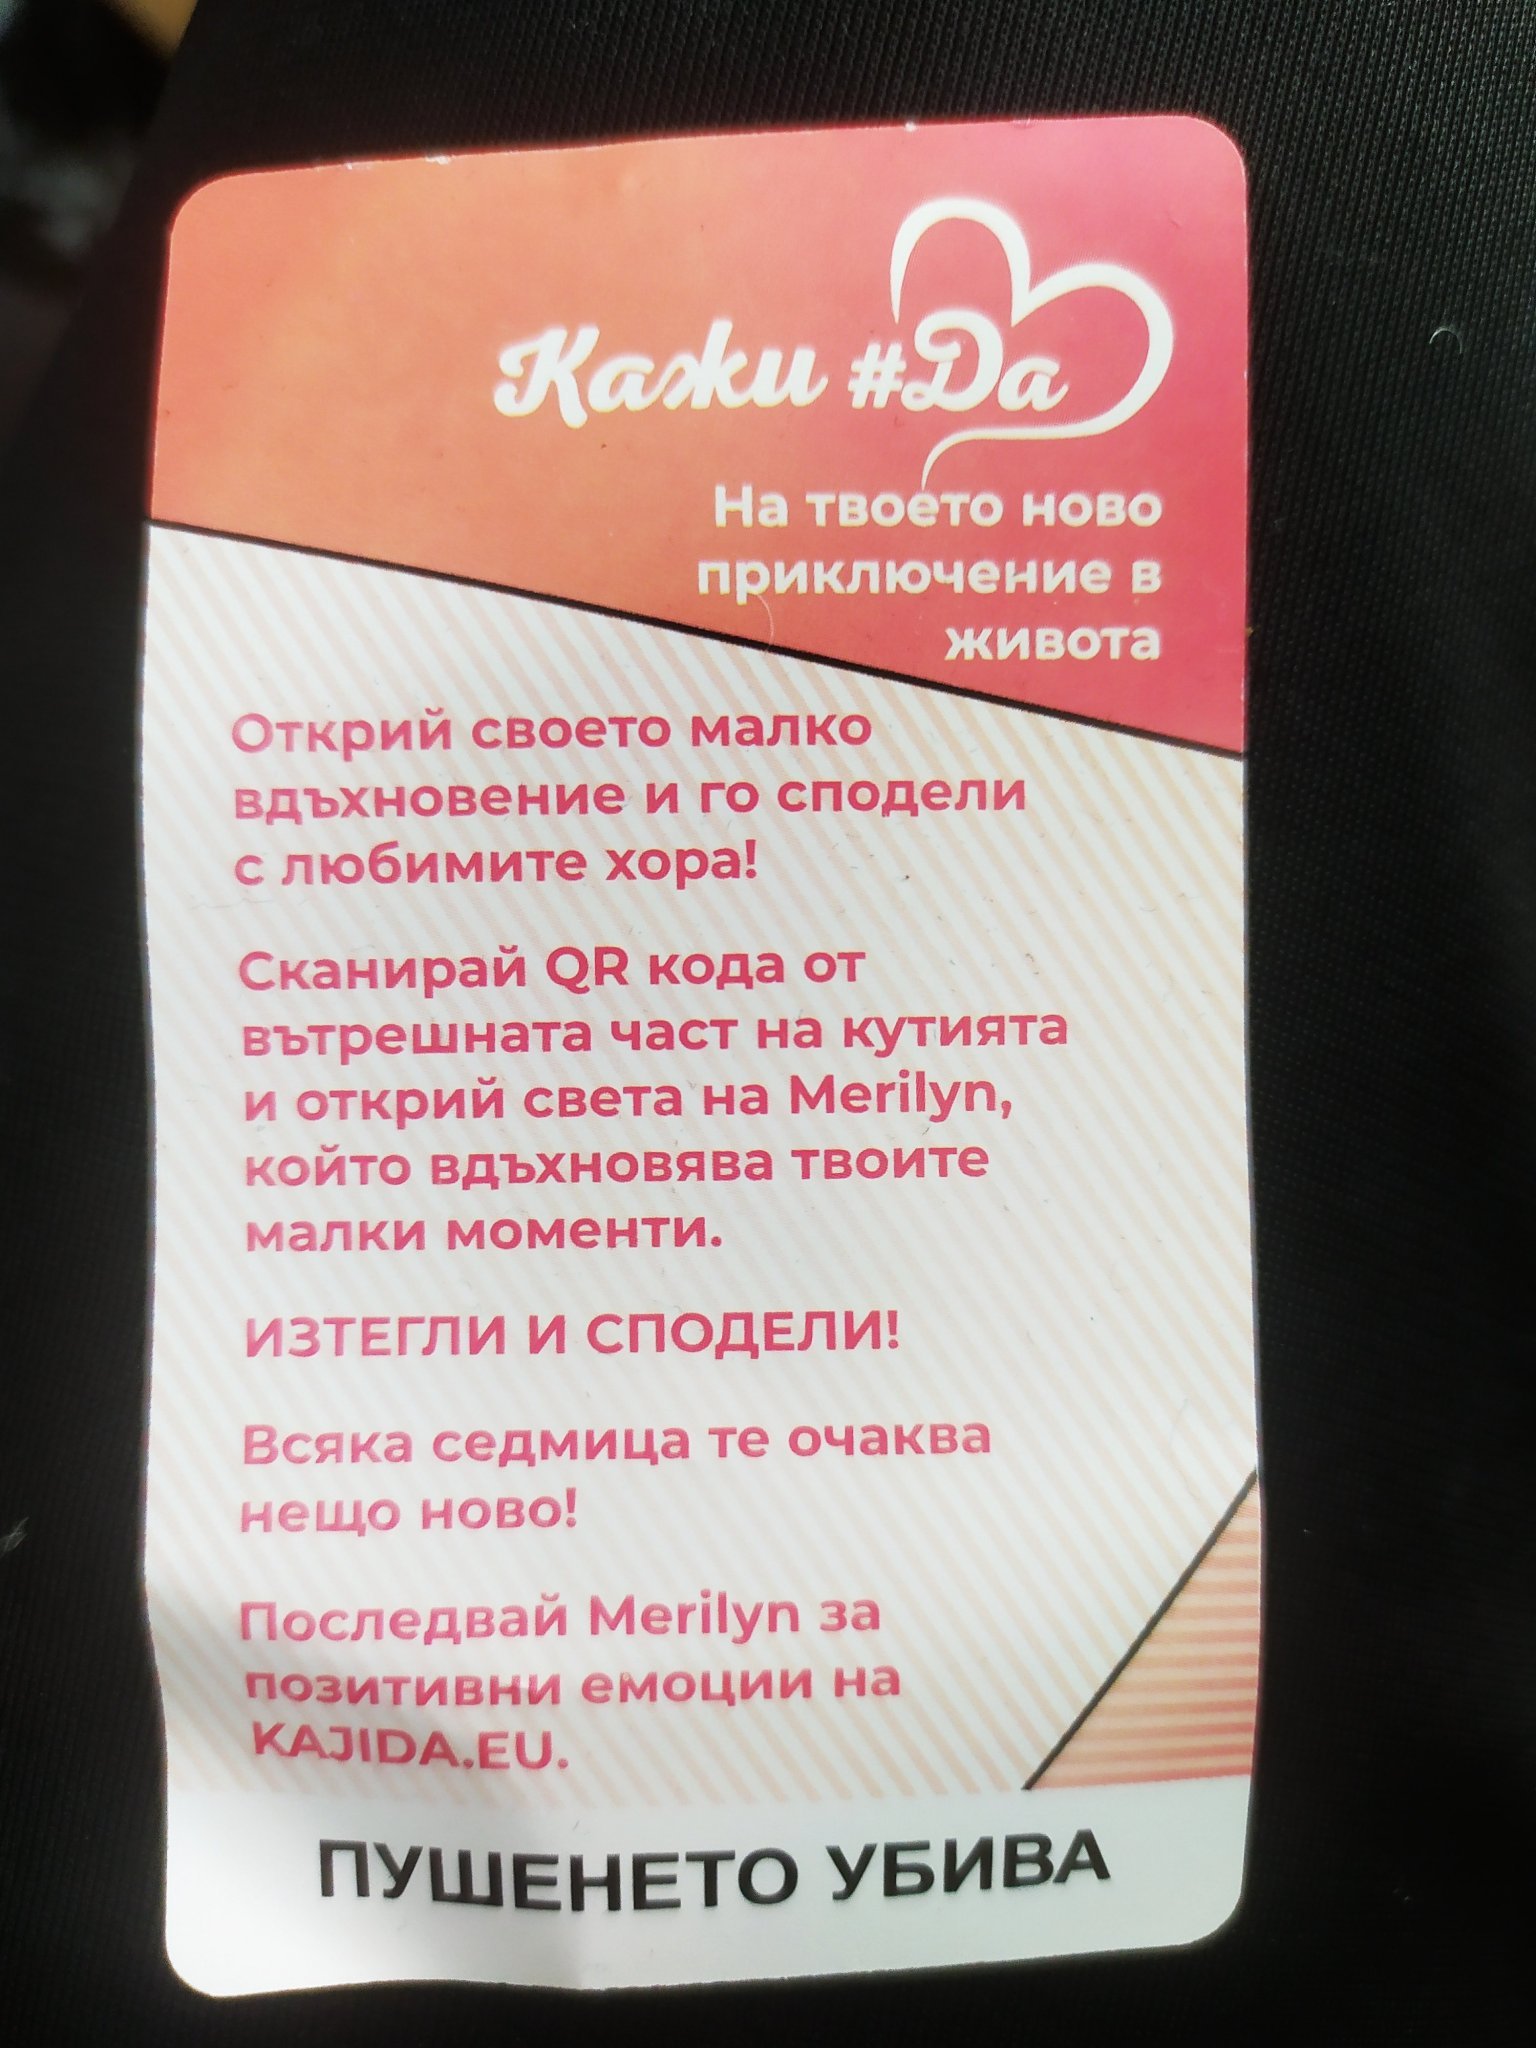 Кажи #Да
На твоето ново
приключение в
живота
Открий своето малко
вдъхновение и го сподели
с любимите хора!
Сканирай QR кода от
вътрешната част на кутията
и открий света на Merilyn,
който вдъхновява твоите
малки моменти.
ИЗТЕГЛИ И СПОДЕЛИ!
Всяка седмица те очаква
нещо ново!
Последвай Merilyn за
позитивни емоции на
KAJIDA.EU.
ПУШЕНЕТО УБИВА